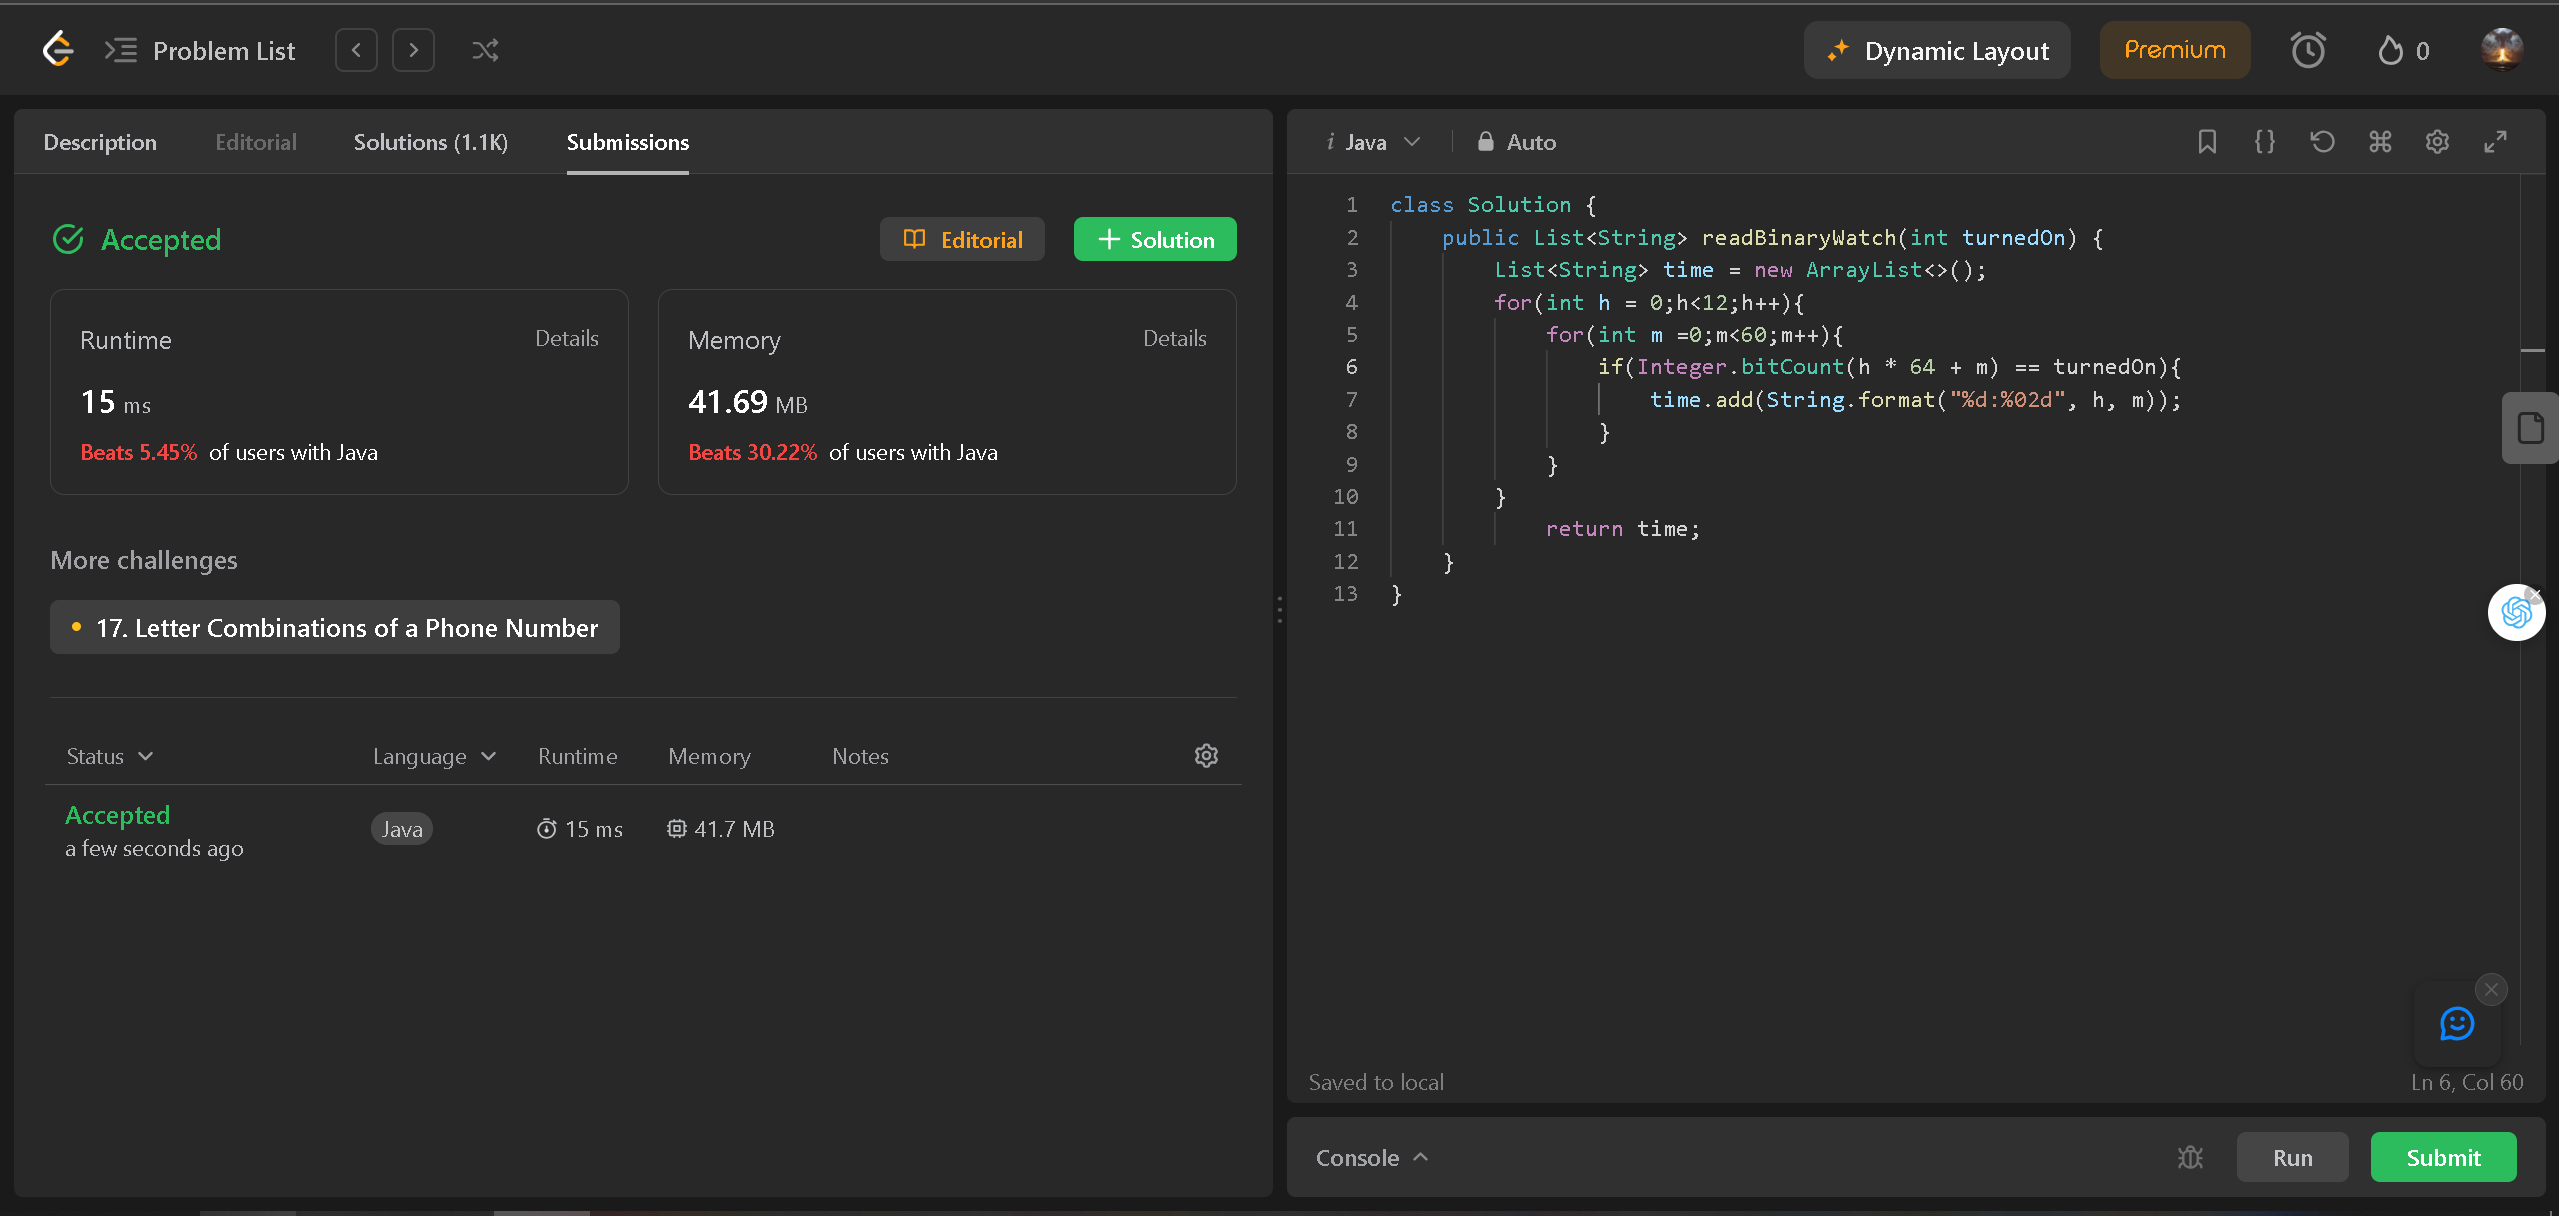 Problem List
Dynamic Layout
Premium
0
Description Editorial Solutions (1.1K) Submissions
Accepted
Editorial
Solution
Runtime Details
15 ms
Beats 5.45% of users with Java
Memory Details
41.69 MB
Beats 30.22% of users with Java
More challenges
17. Letter Combinations of a Phone Number
Status Language Runtime Memory Notes
Accepted
a few seconds ago
Java 15 ms 41.7 MB
i Java Auto
1 class Solution {
2 public List<String> readBinaryWatch(int turnedOn) {
3 List<String> time = new ArrayList<>();
4 for(int h = 0;h<12;h++){
5 for(int m =0;m<60;m++){
6 if(Integer.bitCount(h * 64 + m) == turnedOn){
7 time.add(String.format("%d:%02d", h, m));
8 }
9 }
10 }
11 return time;
12 }
13 }
Saved to local
Ln 6, Col 60
Console
Run
Submit